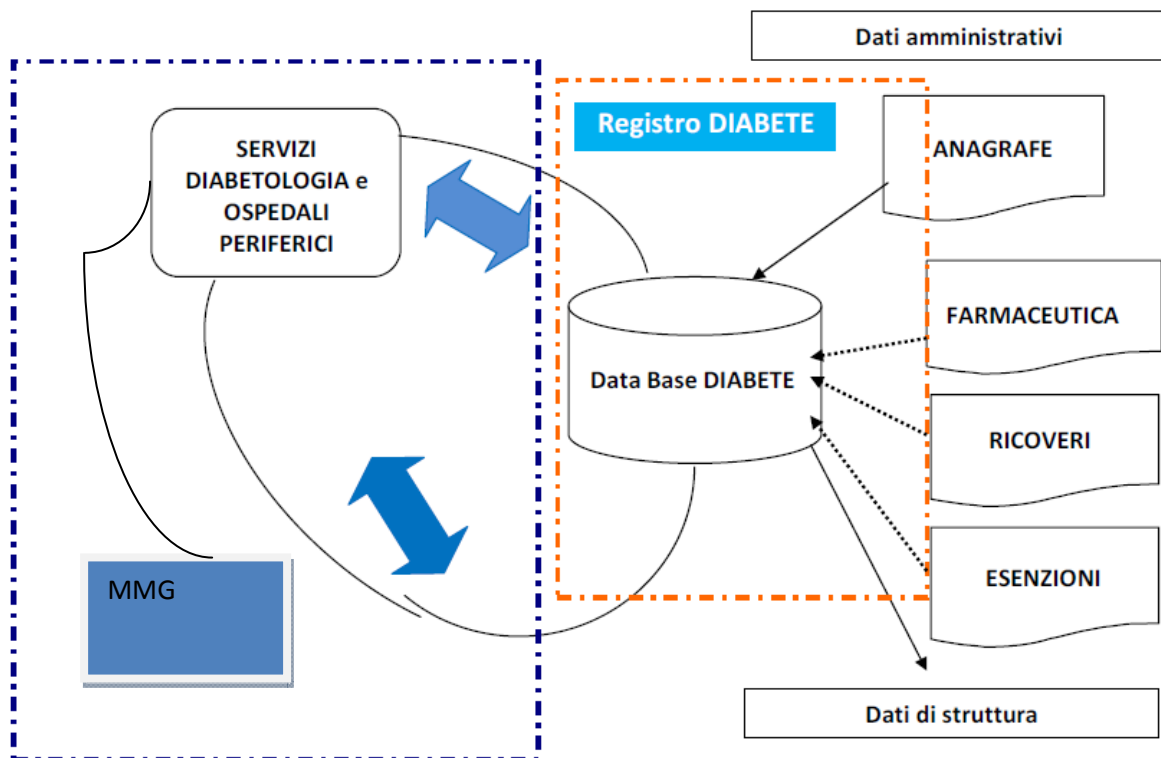 Dati amministrativi
Registro DIABETE
ANAGRAFE
SERVIZI
DIABETOLOGIA e
OSPEDALI
PERIFERICI
FARMACEUTICA
Data Base DIABETE
RICOVERI
ESENZIONI
MMG
Dati di struttura